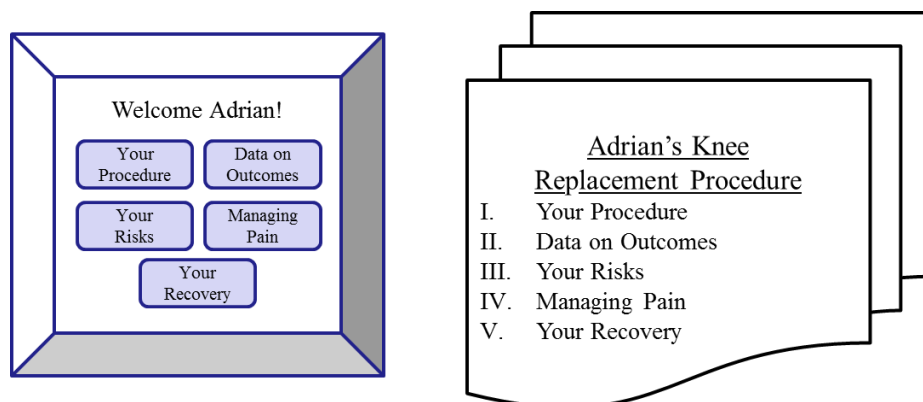 Welcome Adrian!
Your
Procedure
Data on
Outcomes
Your
Risks
Managing
Pain
Your
Recovery
Adrian’s Knee
Replacement Procedure
I. Your Procedure
II. Data on Outcomes
III. Your Risks
IV. Managing Pain
V. Your Recovery